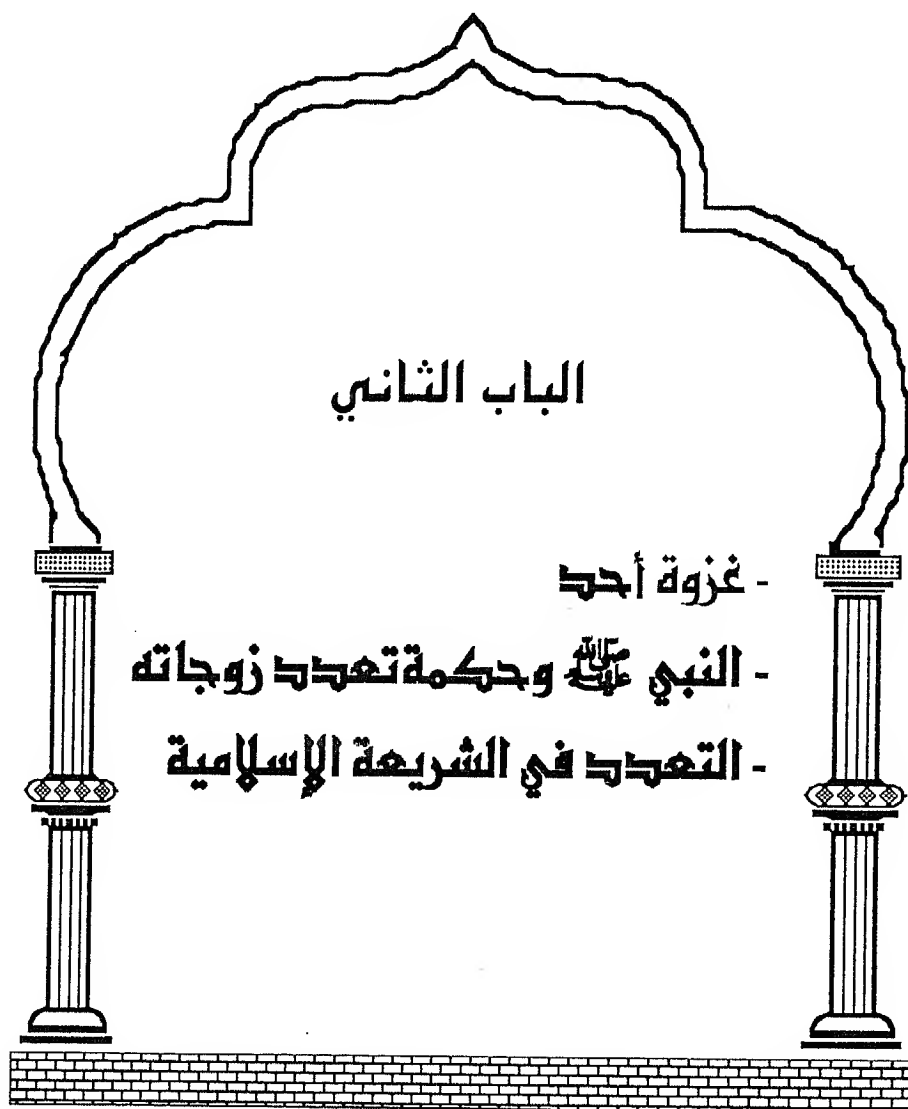 الباب الثاني
- غزوة أحد
- النبي ﷺ وحكمة تعدد زوجاته
- التعدد في الشريعة الإسلامية